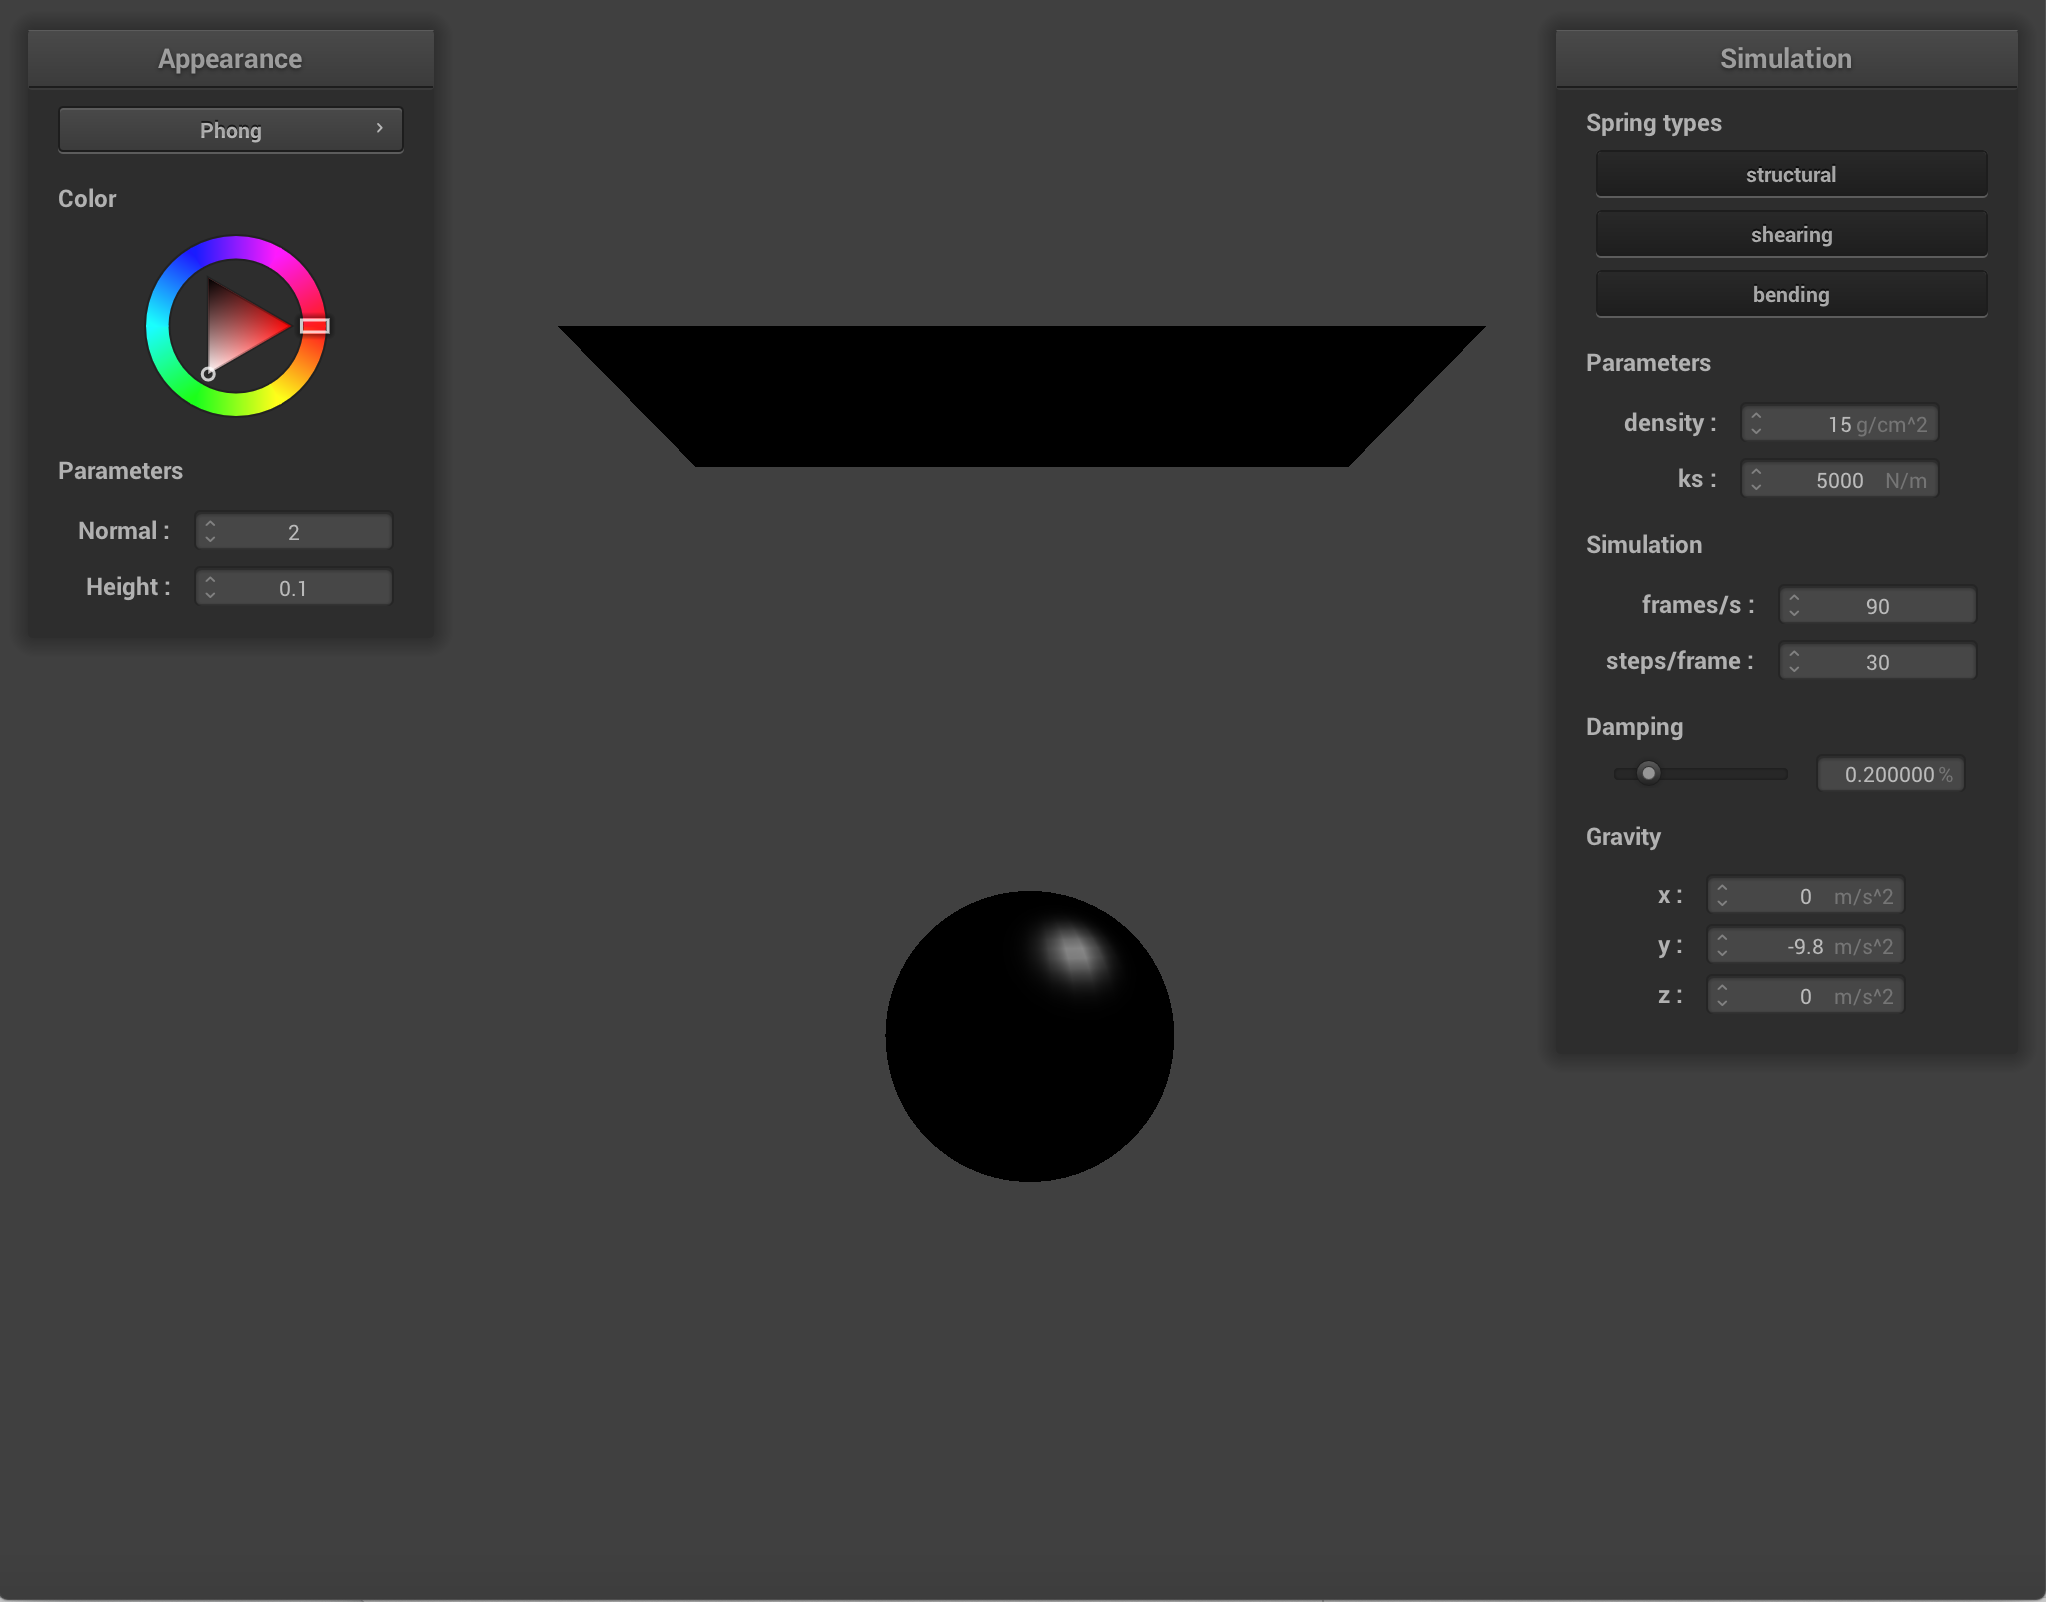 Appearance
Phong
Color
Parameters
Normal : 2
Height : 0.1
Simulation
Spring types
structural
shearing
bending
Parameters
density : 15 g/cm^2
ks : 5000 N/m
Simulation
frames/s : 90
steps/frame : 30
Damping
0.200000 %
Gravity
x : 0 m/s^2
y : -9.8 m/s^2
z : 0 m/s^2